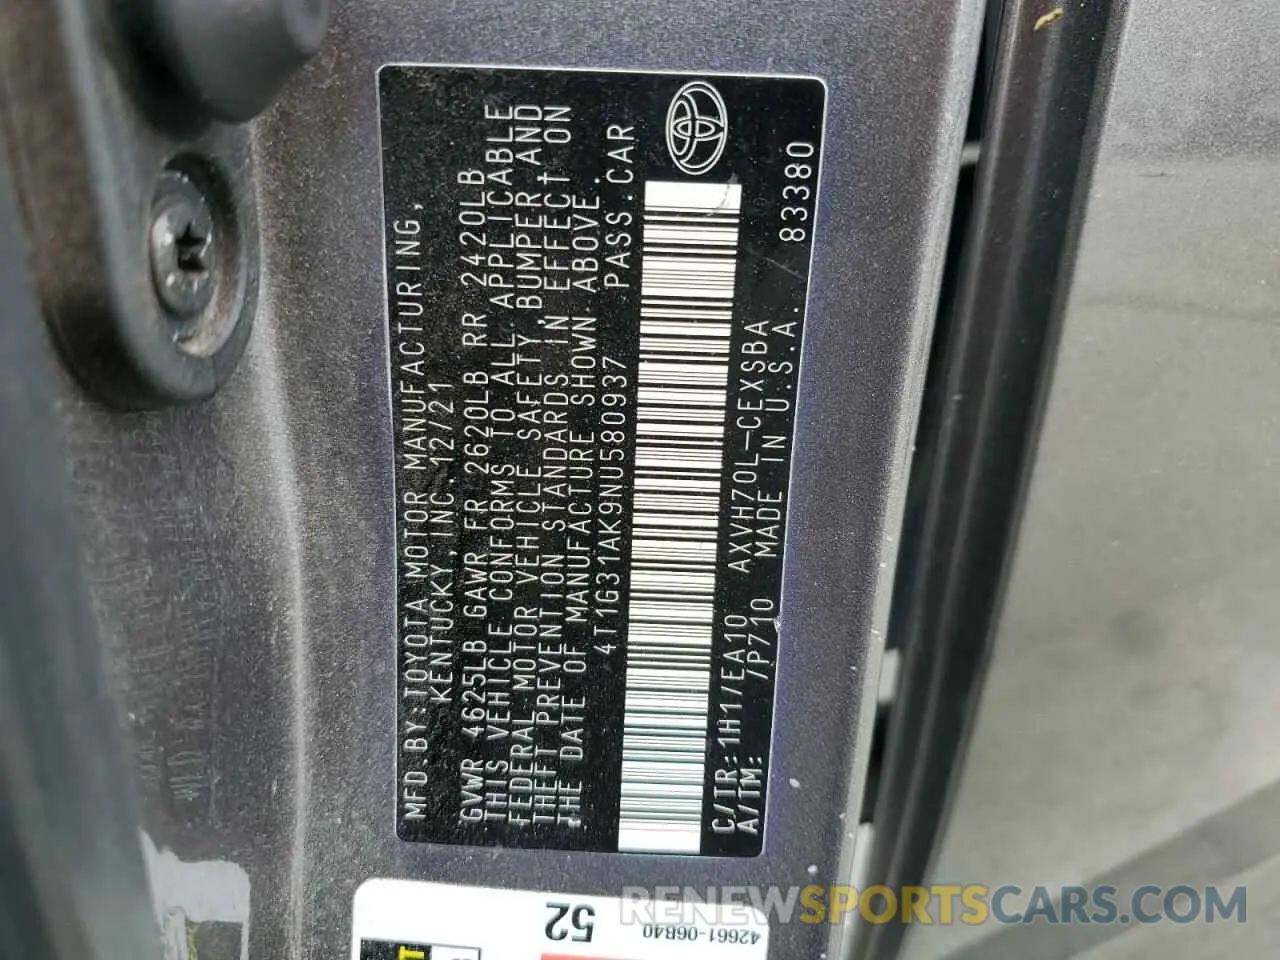 MFD.BY:TOYOTA MOTOR MANUFACTURING,
KENTUCKY,INC.12/21
GVWR 4625LB GAWR FR 2620LB RR 2420LB
THIS VEHICLE CONFORMS TO ALL APPLICABLE
FEDERAL MOTOR VEHICLE SAFETY, BUMPER, AND
THEFT PREVENTION STANDARDS IN EFFECT ON
THE DATE OF MANUFACTURE SHOWN ABOVE.
4T1G31AK9NU580937 PASS.CAR
C/TR:1H1/EA10 AXVH70L-CEXSBA
A/TM: /P710 MADE IN U.S.A. 83380
42661-06B40
52
RENEWSPORTSCARS.COM